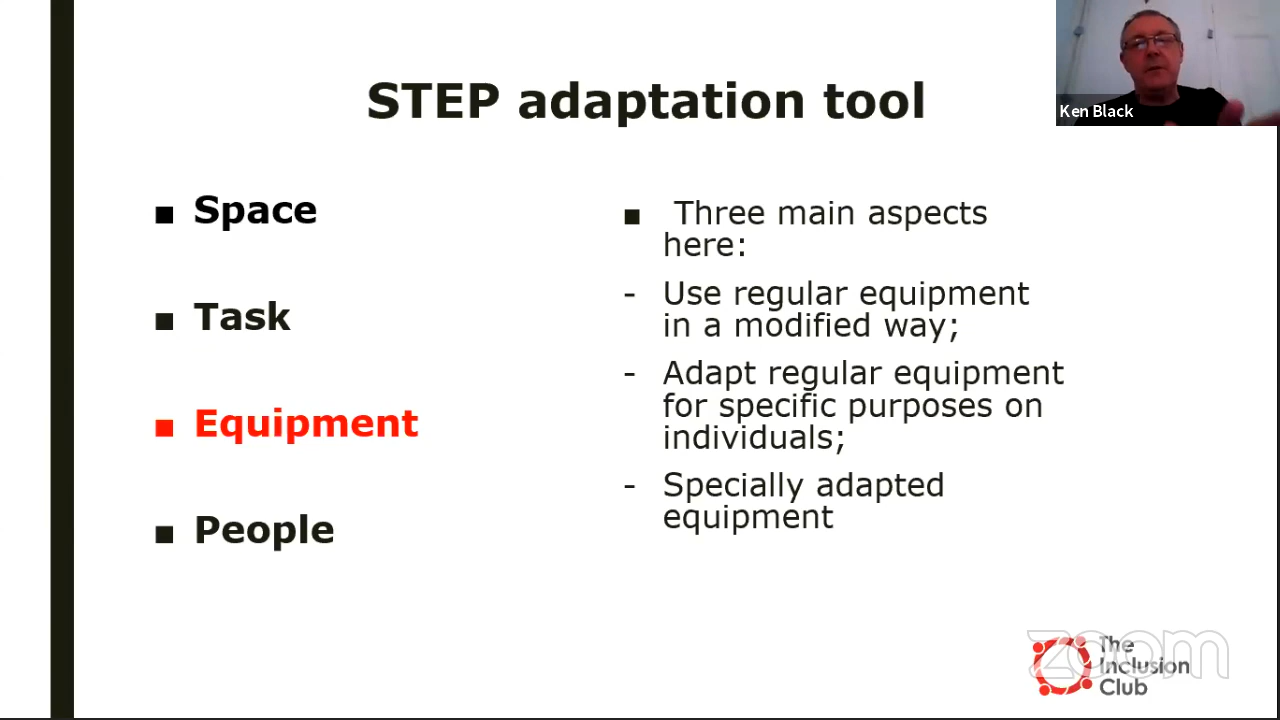 STEP adaptation tool
Ken Black
■ Space
■ Task
■ Equipment
■ People
■ Three main aspects
here:
- Use regular equipment
in a modified way;
- Adapt regular equipment
for specific purposes on
individuals;
- Specially adapted
equipment
zoom
The
Inclusion
Club